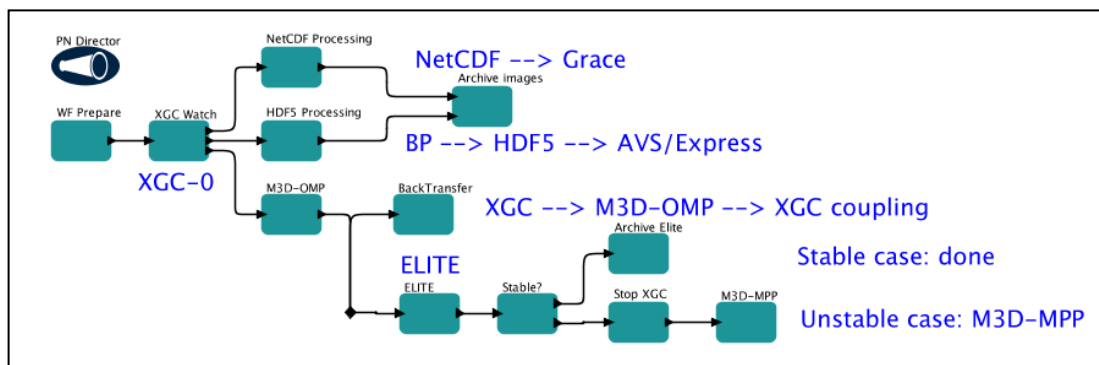 PN Director
NetCDF Processing
NetCDF --> Grace
Archive images
WF Prepare
XGC Watch
HDF5 Processing
BP --> HDF5 --> AVS/Express
XGC-0
M3D-OMP
BackTransfer
XGC --> M3D-OMP --> XGC coupling
Archive Elite
Stable case: done
ELITE
ELITE
Stable?
Stop XGC
M3D-MPP
Unstable case: M3D-MPP